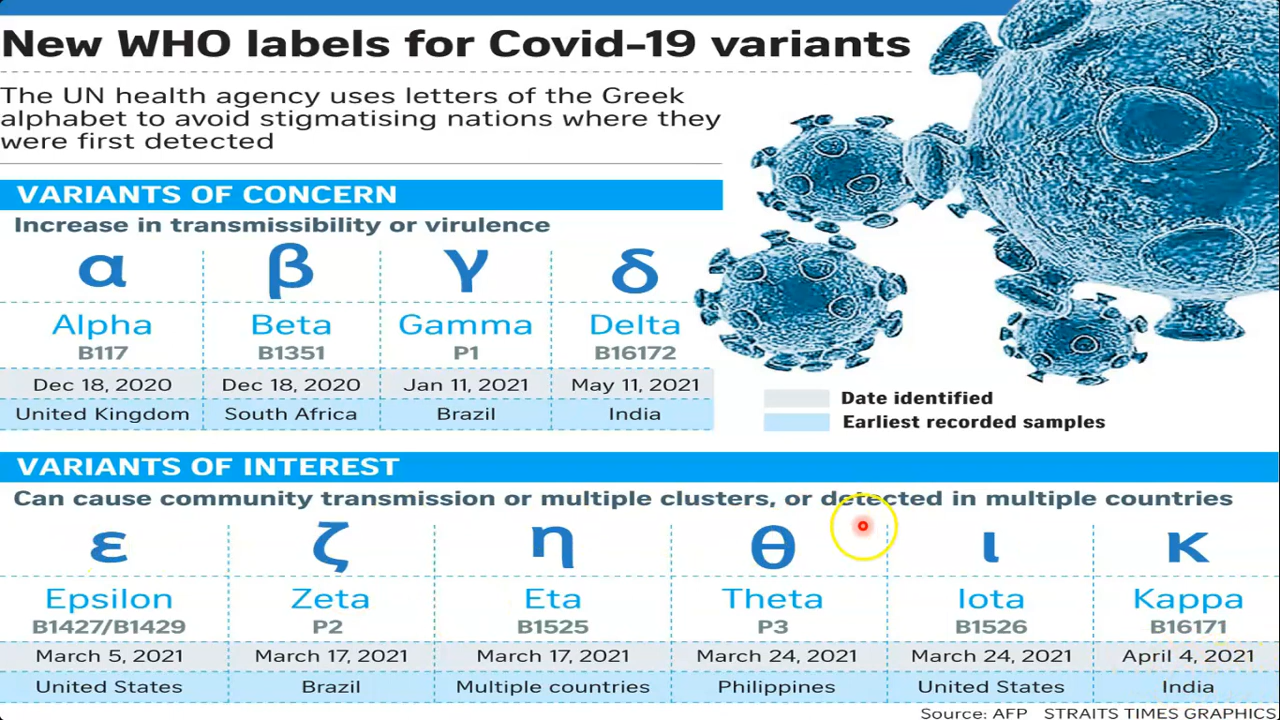 New WHO labels for Covid-19 variants
The UN health agency uses letters of the Greek
alphabet to avoid stigmatising nations where they
were first detected
VARIANTS OF CONCERN
Increase in transmissibility or virulence
α β γ δ
Alpha Beta Gamma Delta
B117 B1351 P1 B16172
Dec 18, 2020 Dec 18, 2020 Jan 11, 2021 May 11, 2021
United Kingdom South Africa Brazil India
Date identified
Earliest recorded samples
VARIANTS OF INTEREST
Can cause community transmission or multiple clusters, or detected in multiple countries
ε ζ η θ ι κ
Epsilon Zeta Eta Theta Iota Kappa
B1427/B1429 P2 B1525 P3 B1526 B16171
March 5, 2021 March 17, 2021 March 17, 2021 March 24, 2021 March 24, 2021 April 4, 2021
United States Brazil Multiple countries Philippines United States India
Source: AFP STRAITS TIMES GRAPHICS